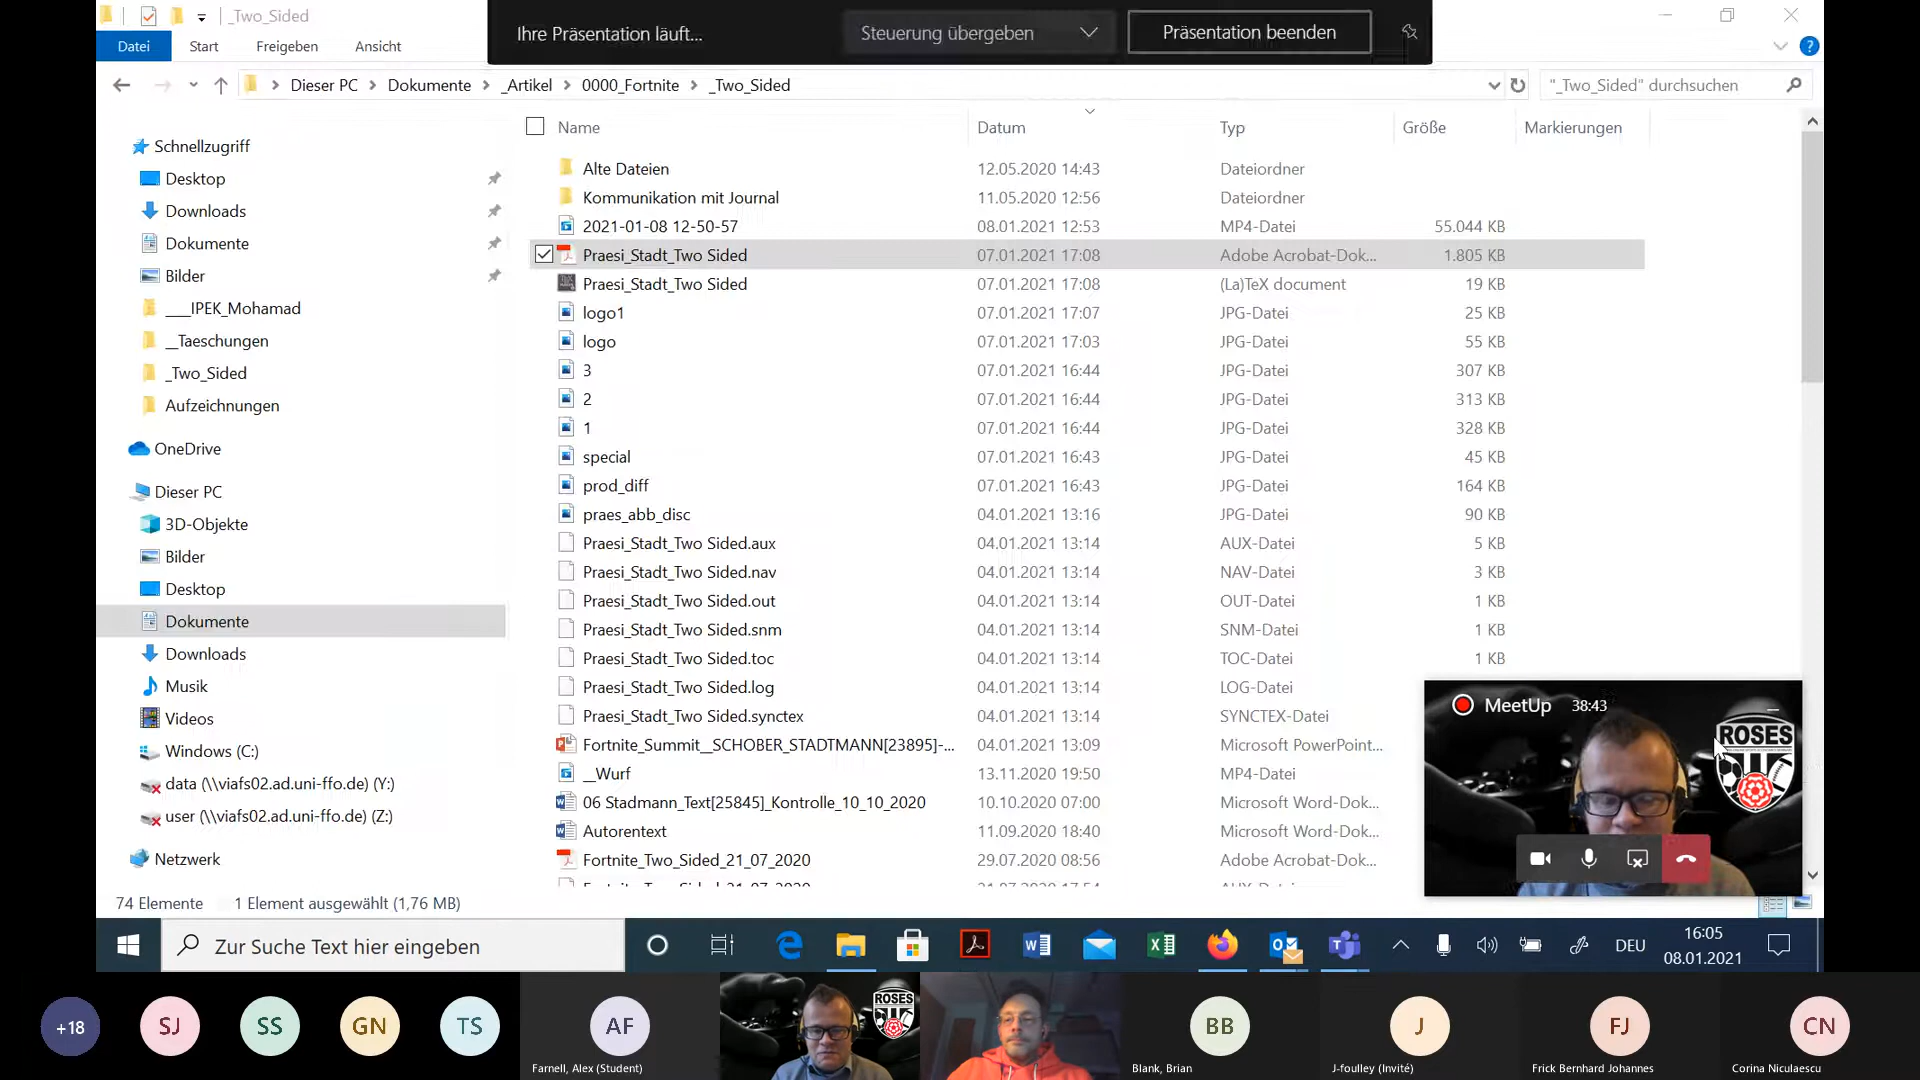 _Two_Sided
Ihre Präsentation läuft...
Steuerung übergeben
Präsentation beenden
Datei
Start
Freigeben
Ansicht
?
Dieser PC > Dokumente > _Artikel > 0000_Fortnite > _Two_Sided
"_Two_Sided" durchsuchen
Name Datum Typ Größe Markierungen
Alte Dateien 12.05.2020 14:43 Dateiordner
Kommunikation mit Journal 11.05.2020 12:56 Dateiordner
2021-01-08 12-50-57 08.01.2021 12:53 MP4-Datei 55.044 KB
Praesi_Stadt_Two Sided 07.01.2021 17:08 Adobe Acrobat-Dok... 1.805 KB
Praesi_Stadt_Two Sided 07.01.2021 17:08 (La)TeX document 19 KB
logo1 07.01.2021 17:07 JPG-Datei 25 KB
logo 07.01.2021 17:03 JPG-Datei 55 KB
3 07.01.2021 16:44 JPG-Datei 307 KB
2 07.01.2021 16:44 JPG-Datei 313 KB
1 07.01.2021 16:44 JPG-Datei 328 KB
special 07.01.2021 16:43 JPG-Datei 45 KB
prod_diff 07.01.2021 16:43 JPG-Datei 164 KB
praes_abb_disc 04.01.2021 13:16 JPG-Datei 90 KB
Praesi_Stadt_Two Sided.aux 04.01.2021 13:14 AUX-Datei 5 KB
Praesi_Stadt_Two Sided.nav 04.01.2021 13:14 NAV-Datei 3 KB
Praesi_Stadt_Two Sided.out 04.01.2021 13:14 OUT-Datei 1 KB
Praesi_Stadt_Two Sided.snm 04.01.2021 13:14 SNM-Datei 1 KB
Praesi_Stadt_Two Sided.toc 04.01.2021 13:14 TOC-Datei 1 KB
Praesi_Stadt_Two Sided.log 04.01.2021 13:14 LOG-Datei
Praesi_Stadt_Two Sided.synctex 04.01.2021 13:14 SYNCTEX-Datei
Fortnite_Summit__SCHOBER_STADTMANN[23895]-... 04.01.2021 13:09 Microsoft PowerPoint...
__Wurf 13.11.2020 19:50 MP4-Datei
06 Stadmann_Text[25845]_Kontrolle_10_10_2020 10.10.2020 07:00 Microsoft Word-Dok...
Autorentext 11.09.2020 18:40 Microsoft Word-Dok...
Fortnite_Two_Sided_21_07_2020 29.07.2020 08:56 Adobe Acrobat-Dok...
Schnellzugriff
Desktop
Downloads
Dokumente
Bilder
___IPEK_Mohamad
__Taeschungen
_Two_Sided
Aufzeichnungen
OneDrive
Dieser PC
3D-Objekte
Bilder
Desktop
Dokumente
Downloads
Musik
Videos
Windows (C:)
data (\\viafs02.ad.uni-ffo.de) (Y:)
user (\\viafs02.ad.uni-ffo.de) (Z:)
Netzwerk
MeetUp 38:43
ROSES
74 Elemente 1 Element ausgewählt (1,76 MB)
Zur Suche Text hier eingeben
DEU
16:05
08.01.2021
+18
SJ
SS
GN
TS
AF
Farnell, Alex (Student)
ROSES
BB
Blank, Brian
J
J-foulley (Invité)
FJ
Frick Bernhard Johannes
CN
Corina Niculaescu